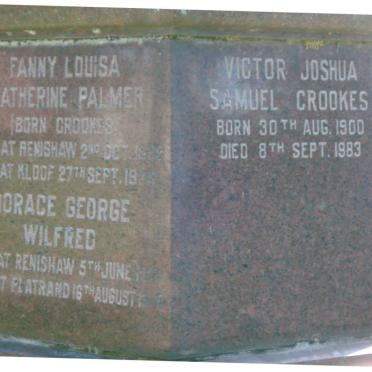 FANNY LOUISA
ATHERINE PALMER
(BORN CROOKES)
AT RENISHAW 2ND OCT.
AT KLOOF 27TH SEPT.
HORACE GEORGE
WILFRED
AT RENISHAW 5TH JUNE
T PLATRAND 16TH AUGUST
VICTOR JOSHUA
SAMUEL CROOKES
BORN 30TH AUG. 1900
DIED 8TH SEPT. 1983